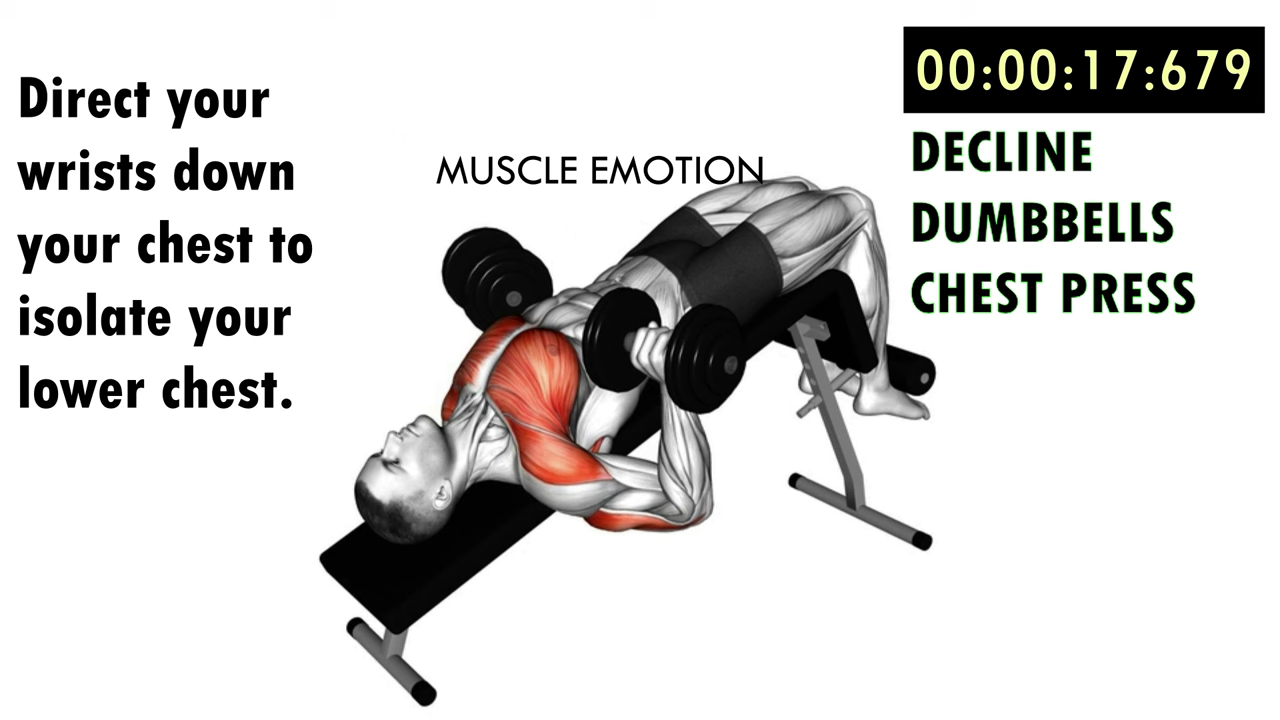 Direct your
wrists down
your chest to
isolate your
lower chest.
MUSCLE EMOTION
00:00:17:679
DECLINE
DUMBBELLS
CHEST PRESS